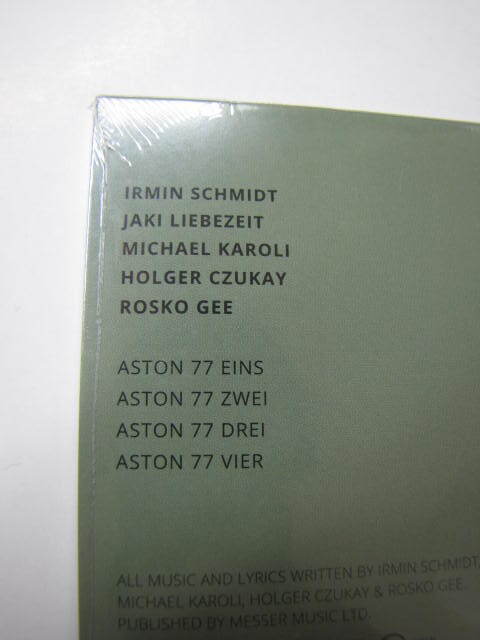 IRMIN SCHMIDT
JAKI LIEBEZEIT
MICHAEL KAROLI
HOLGER CZUKAY
ROSKO GEE
ASTON 77 EINS
ASTON 77 ZWEI
ASTON 77 DREI
ASTON 77 VIER
ALL MUSIC AND LYRICS WRITTEN BY IRMIN SCHMIDT,
MICHAEL KAROLI, HOLGER CZUKAY & ROSKO GEE.
PUBLISHED BY MESSER MUSIC LTD.